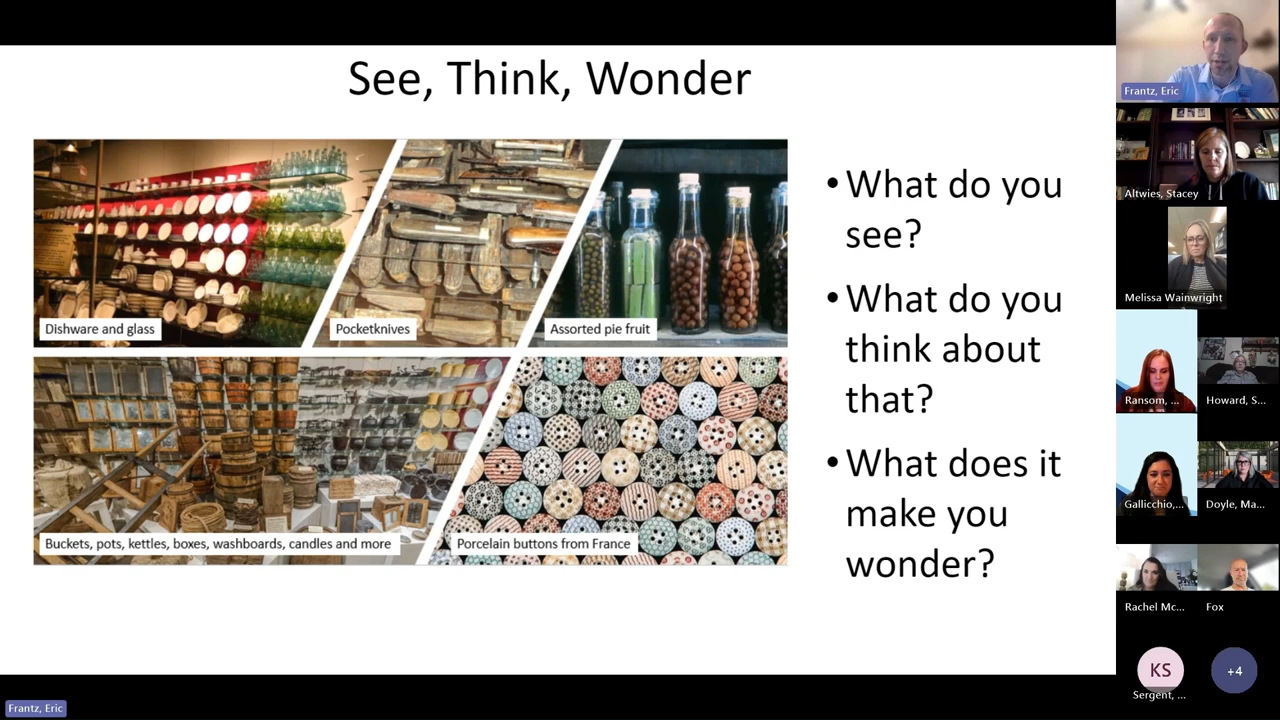 See, Think, Wonder
Dishware and glass
Pocketknives
Assorted pie fruit
Buckets, pots, kettles, boxes, washboards, candles and more
Porcelain buttons from France
•What do you
see?
•What do you
think about
that?
•What does it
make you
wonder?
Frantz, Eric
Altwies, Stacey
Melissa Wainwright
Ransom, ...
Howard, S...
Gallicchio,...
Doyle, Ma...
Rachel Mc...
Fox
KS
+4
Sergent, ...
Frantz, Eric